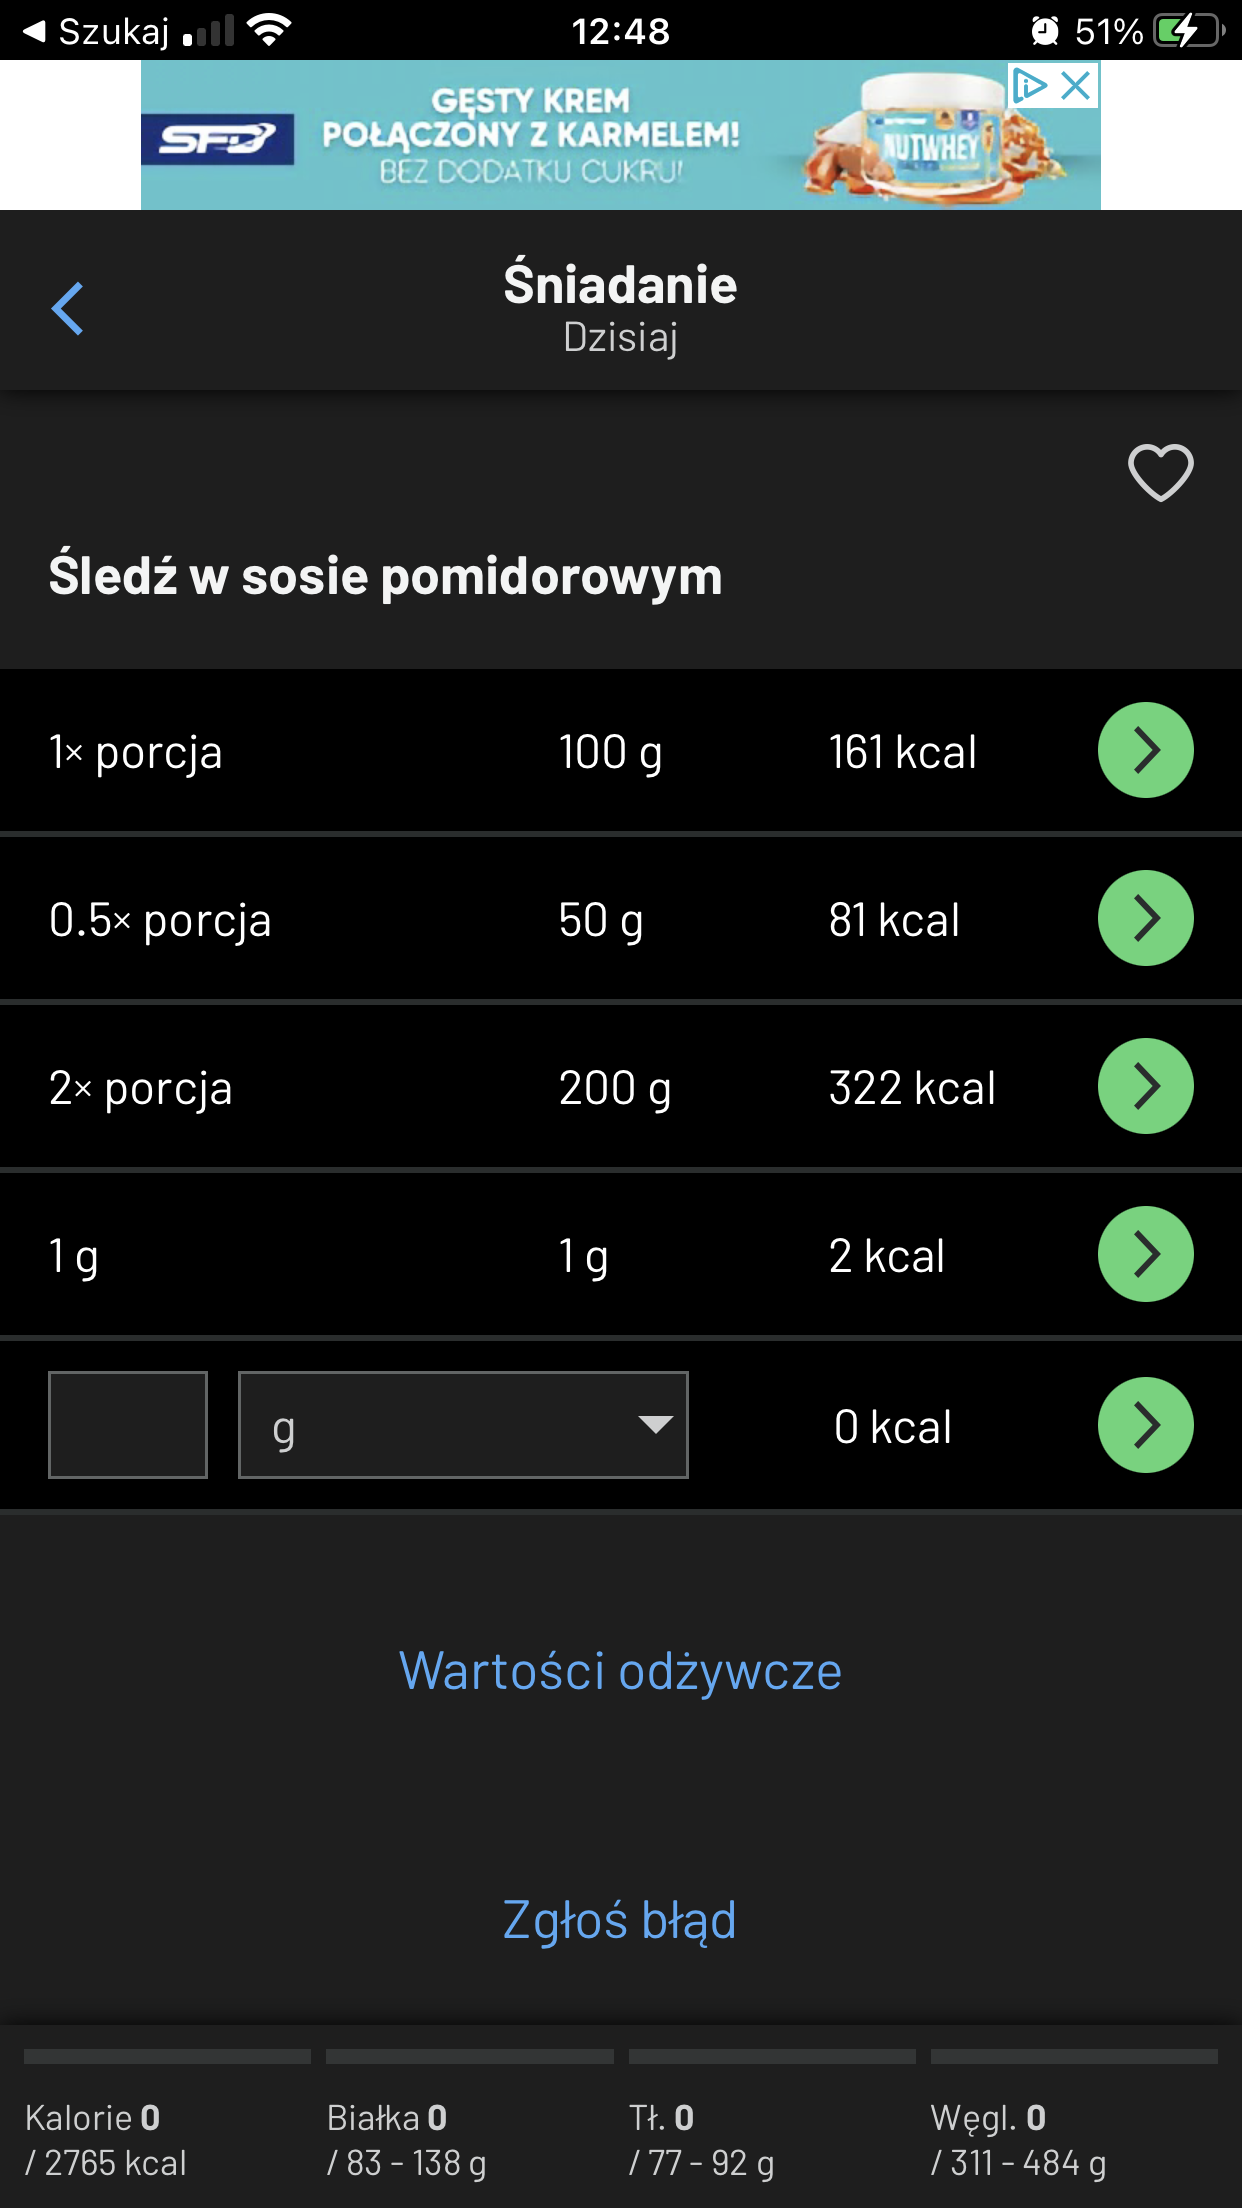 Szukaj 12:48 51%
SFD
GĘSTY KREM
POŁĄCZONY Z KARMELEM!
BEZ DODATKU CUKRU!
NUTWHEY
Śniadanie
Dzisiaj
Śledź w sosie pomidorowym
1× porcja 100 g 161 kcal
0.5× porcja 50 g 81 kcal
2× porcja 200 g 322 kcal
1 g 1 g 2 kcal
g 0 kcal
Wartości odżywcze
Zgłoś błąd
Kalorie 0 Białka 0 Tł. 0 Węgl. 0
/ 2765 kcal / 83 - 138 g / 77 - 92 g / 311 - 484 g